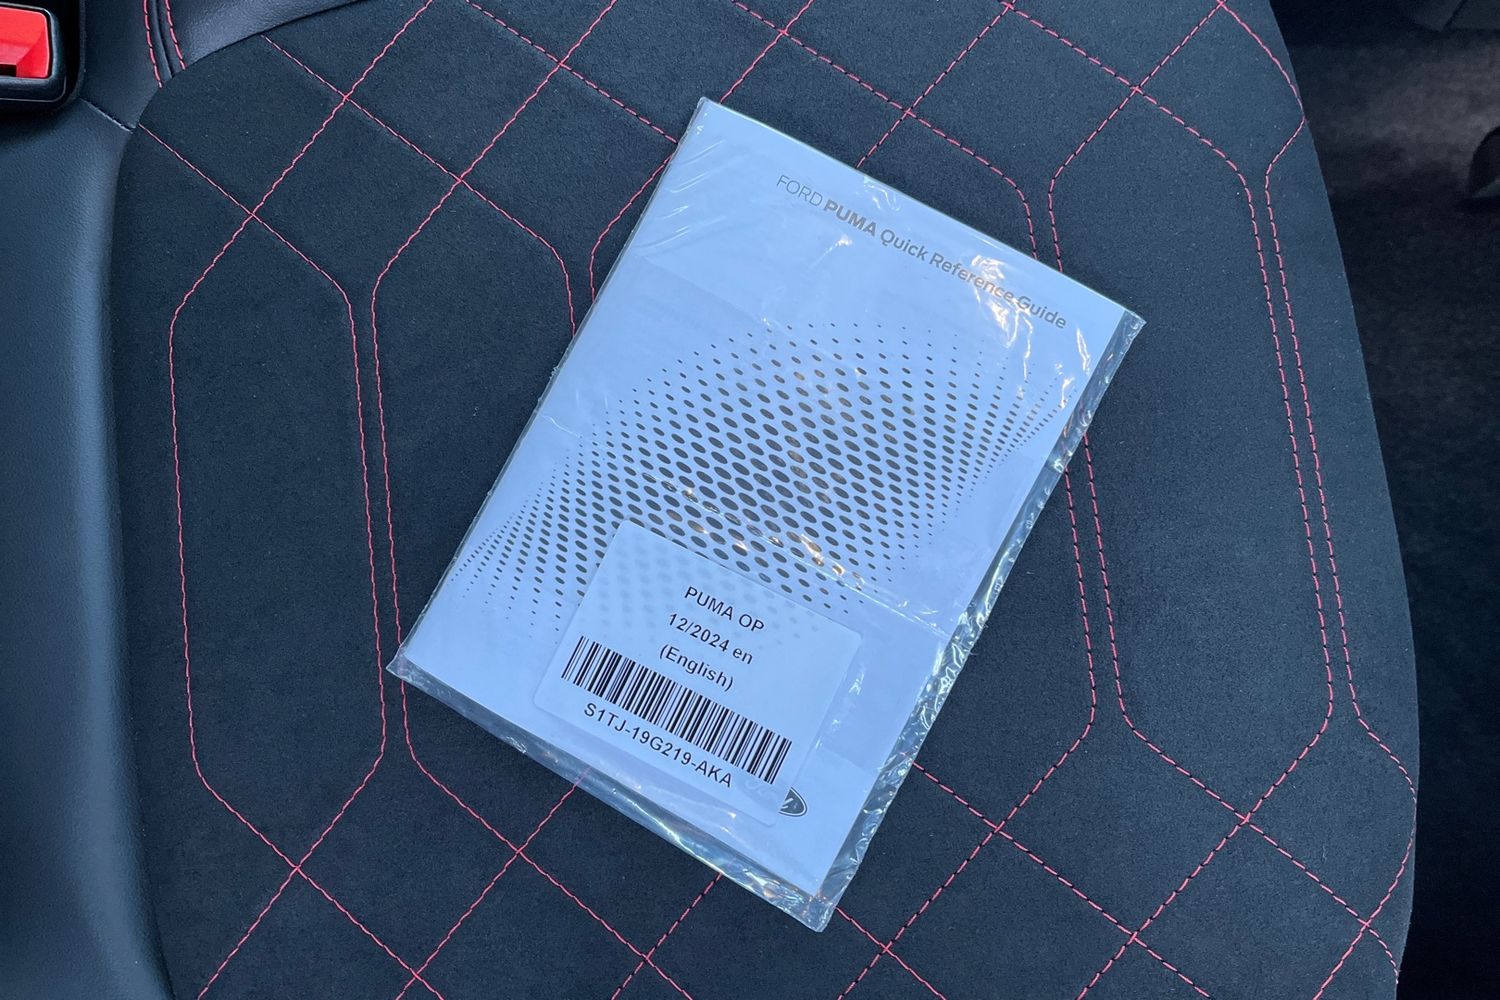 FORD PUMA Quick Reference Guide
PUMA OP
12/2024 en
(English)
S1TJ-19G219-AKA